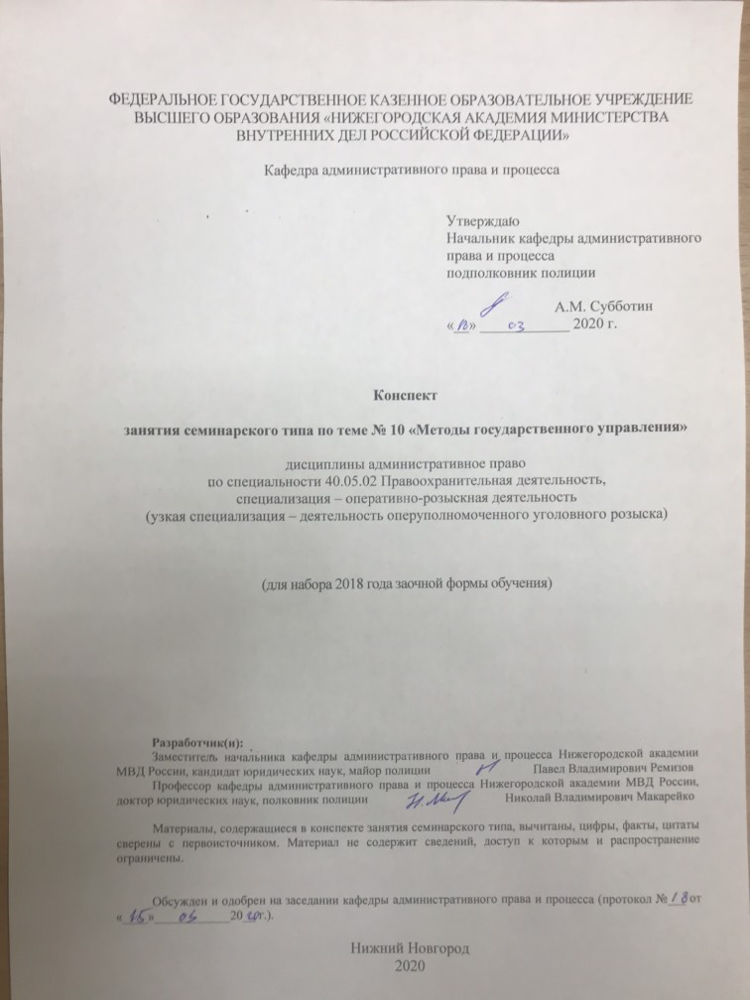 ФЕДЕРАЛЬНОЕ ГОСУДАРСТВЕННОЕ КАЗЕННОЕ ОБРАЗОВАТЕЛЬНОЕ УЧРЕЖДЕНИЕ
ВЫСШЕГО ОБРАЗОВАНИЯ «НИЖЕГОРОДСКАЯ АКАДЕМИЯ МИНИСТЕРСТВА
ВНУТРЕННИХ ДЕЛ РОССИЙСКОЙ ФЕДЕРАЦИИ»
Кафедра административного права и процесса
Утверждаю
Начальник кафедры административного
права и процесса
подполковник полиции
А.М. Субботин
« » 03 2020 г.
Конспект
занятия семинарского типа по теме № 10 «Методы государственного управления»
дисциплины административное право
по специальности 40.05.02 Правоохранительная деятельность,
специализация – оперативно-розыскная деятельность
(узкая специализация – деятельность оперуполномоченного уголовного розыска)
(для набора 2018 года заочной формы обучения)
Разработчик(и):
Заместитель начальника кафедры административного права и процесса Нижегородской академии
МВД России, кандидат юридических наук, майор полиции Павел Владимирович Ремизов
Профессор кафедры административного права и процесса Нижегородской академии МВД России,
доктор юридических наук, полковник полиции Николай Владимирович Макарейко
Материалы, содержащиеся в конспекте занятия семинарского типа, вычитаны, цифры, факты, цитаты
сверены с первоисточником. Материал не содержит сведений, доступ к которым и распространение
ограничены.
Обсужден и одобрен на заседании кафедры административного права и процесса (протокол №18 от
«15» 03 2020г.).
Нижний Новгород
2020